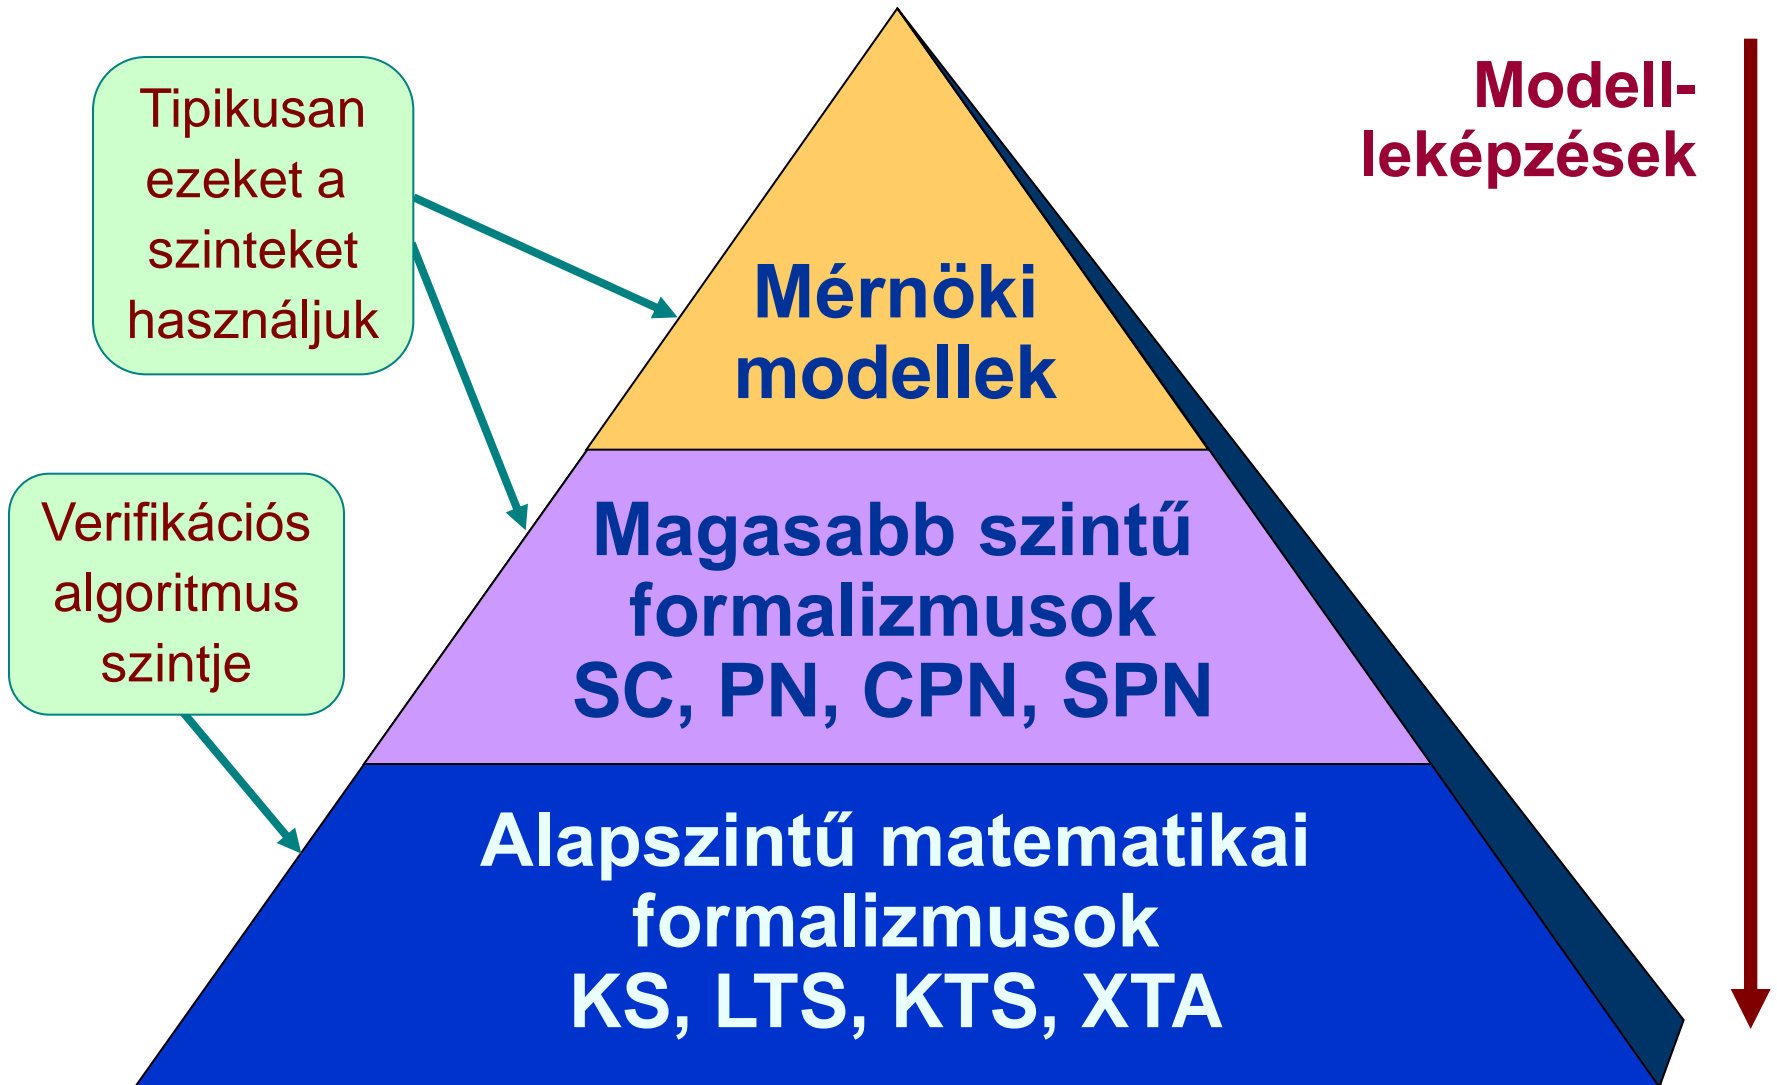 Tipikusan
ezeket a
szinteket
használjuk
Modell-
leképzések
Mérnöki
modellek
Verifikációs
algoritmus
szintje
Magasabb szintű
formalizmusok
SC, PN, CPN, SPN
Alapszintű matematikai
formalizmusok
KS, LTS, KTS, XTA